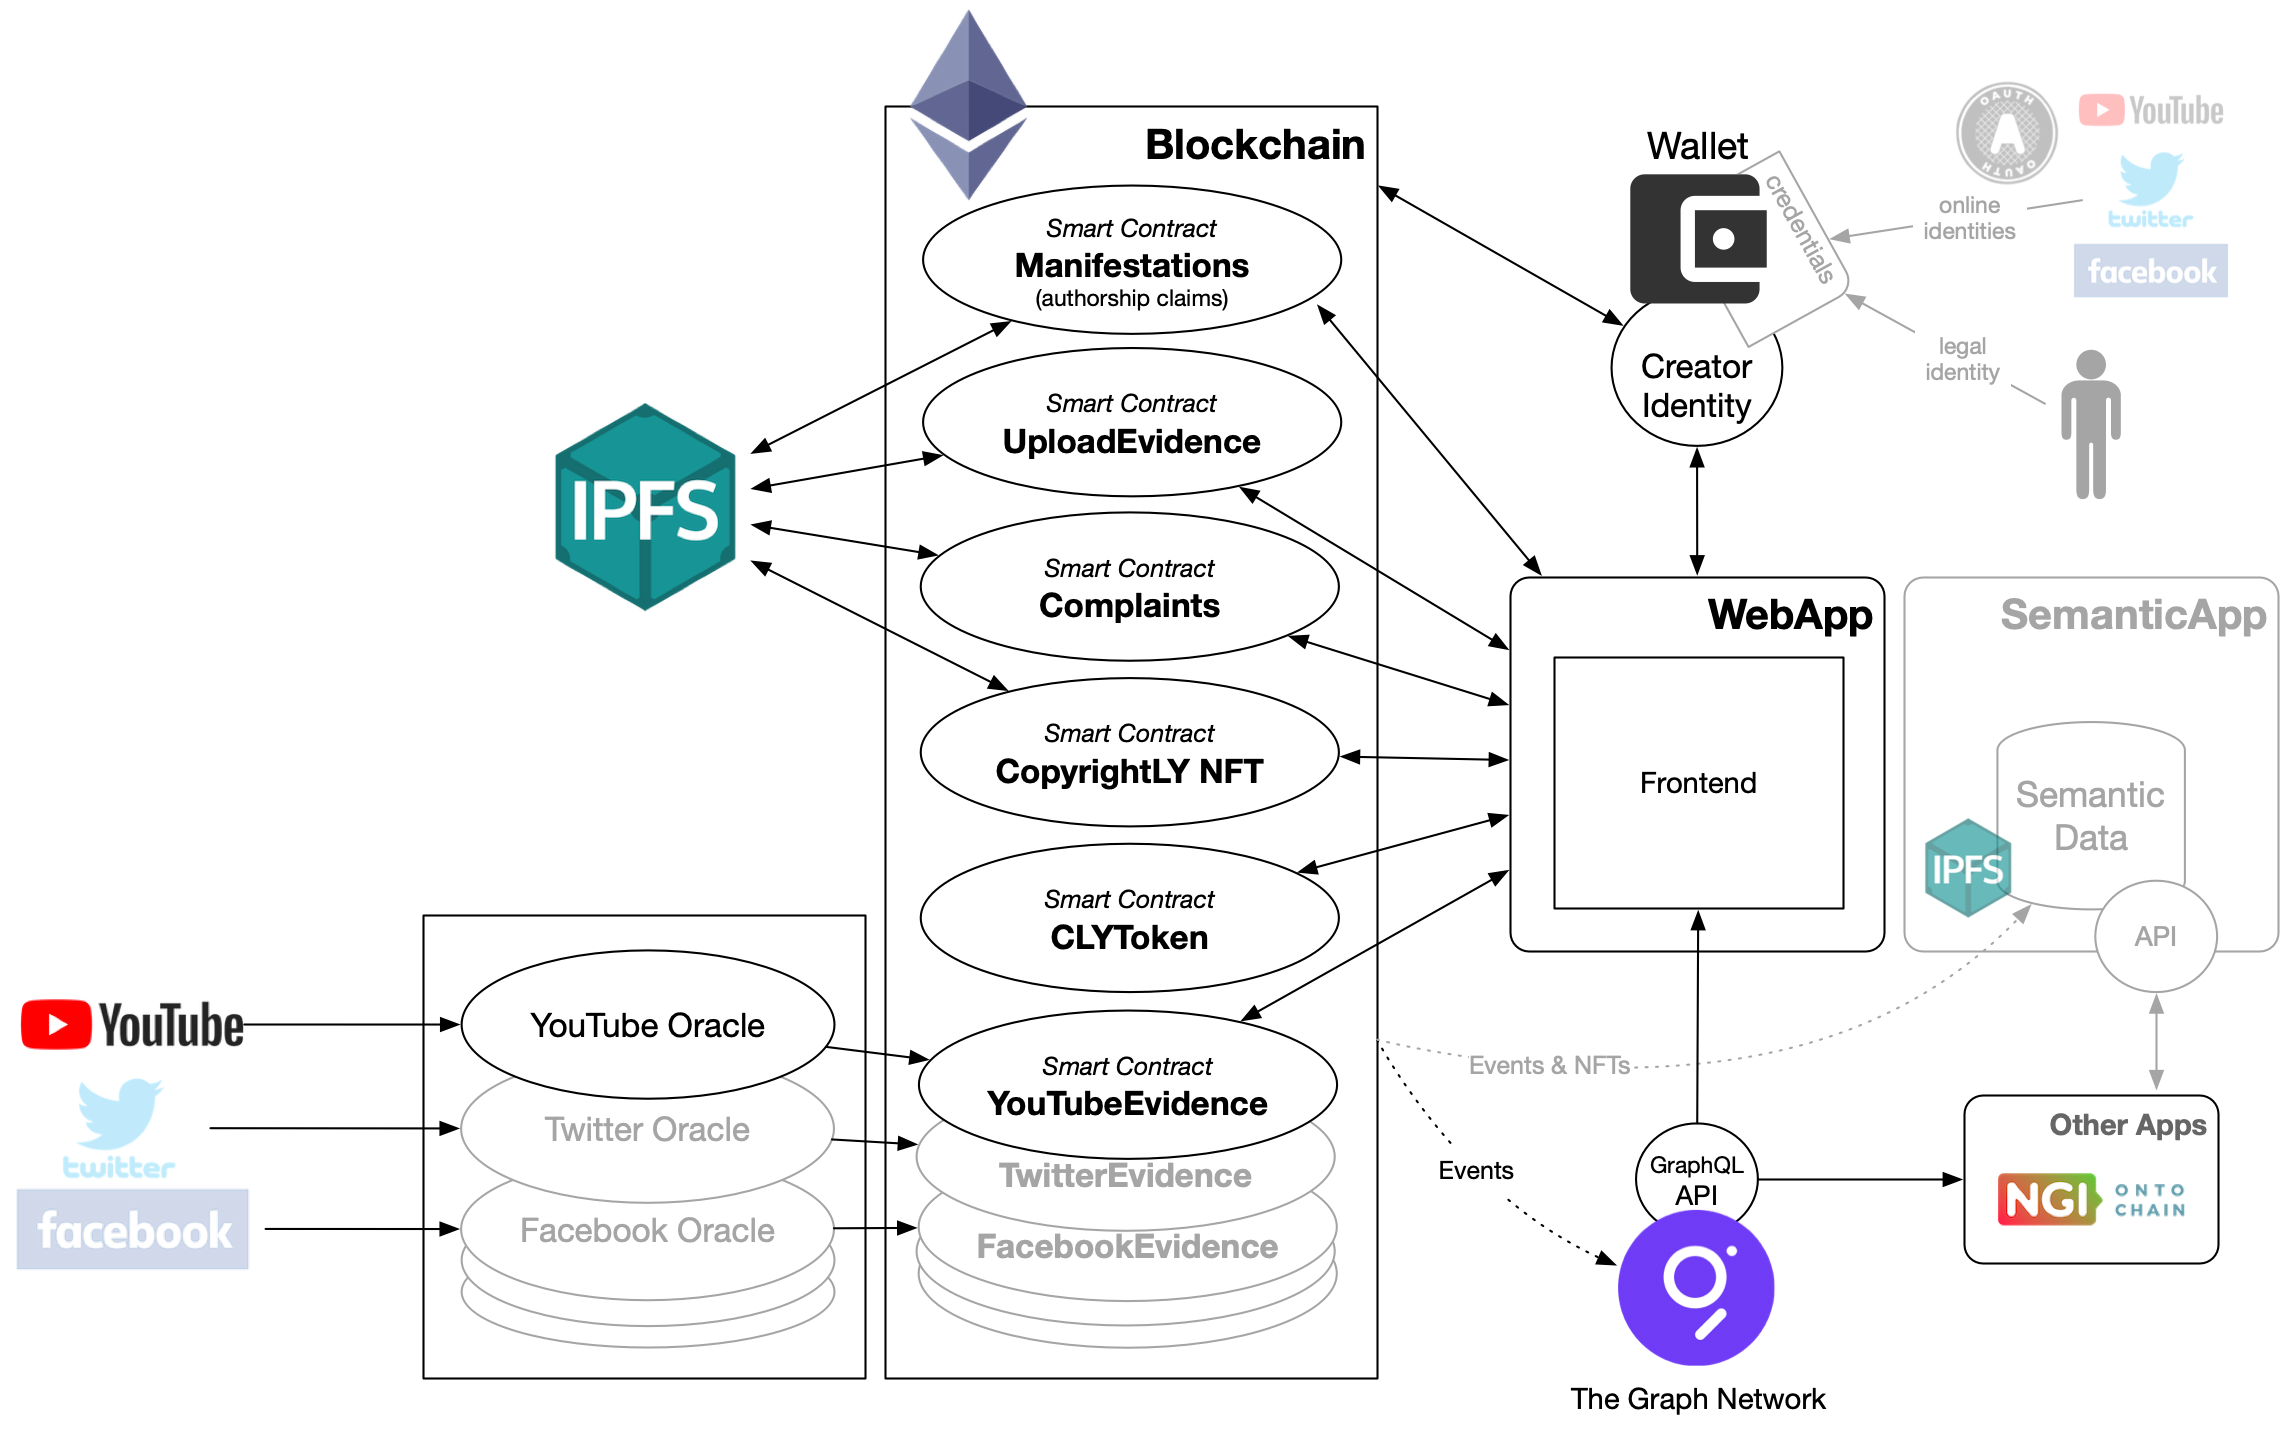 Blockchain
Smart Contract
Manifestations
(authorship claims)
Smart Contract
UploadEvidence
Smart Contract
Complaints
Smart Contract
CopyrightLY NFT
Smart Contract
CLYToken
Smart Contract
YouTubeEvidence
TwitterEvidence
FacebookEvidence
IPFS
YouTube
twitter
facebook
YouTube Oracle
Twitter Oracle
Facebook Oracle
Wallet
credentials
Creator
Identity
OAUTH
A
OAUTH
YouTube
twitter
facebook
online
identities
legal
identity
WebApp
Frontend
SemanticApp
Semantic
Data
IPFS
API
Events & NFTs
Events
GraphQL
API
The Graph Network
Other Apps
NGI
ONTO
CHAIN